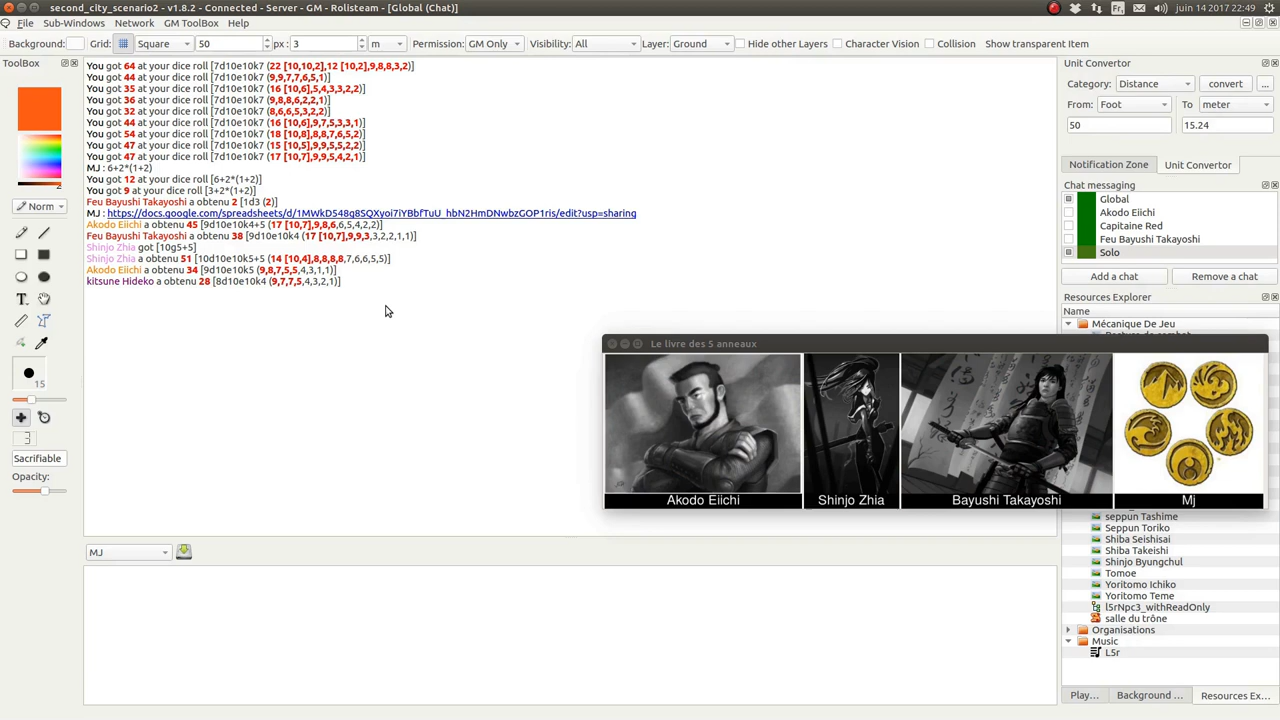 second_city_scenario2 - v1.8.2 - Connected - Server - GM - Rolisteam - [Global (Chat)]
Fr
juin 14 2017 22:49
File Sub-Windows Network GM ToolBox Help
Background: Grid: Square 50 px : 3 m Permission: GM Only Visibility: All Layer: Ground Hide other Layers Character Vision Collision Show transparent Item
ToolBox
Norm
15
3
Sacrifiable
Opacity:
You got 64 at your dice roll [7d10e10k7 (22 [10,10,2],12 [10,2],9,8,8,3,2)]
You got 44 at your dice roll [7d10e10k7 (9,9,7,7,6,5,1)]
You got 35 at your dice roll [7d10e10k7 (16 [10,6],5,4,3,3,2,2)]
You got 36 at your dice roll [7d10e10k7 (9,8,8,6,2,2,1)]
You got 32 at your dice roll [7d10e10k7 (8,6,6,5,3,2,2)]
You got 44 at your dice roll [7d10e10k7 (16 [10,6],9,7,5,3,3,1)]
You got 54 at your dice roll [7d10e10k7 (18 [10,8],8,8,7,6,5,2)]
You got 47 at your dice roll [7d10e10k7 (15 [10,5],9,9,5,5,2,2)]
You got 47 at your dice roll [7d10e10k7 (17 [10,7],9,9,5,4,2,1)]
MJ : 6+2*(1+2)
You got 12 at your dice roll [6+2*(1+2)]
You got 9 at your dice roll [3+2*(1+2)]
Feu Bayushi Takayoshi a obtenu 2 [1d3 (2)]
MJ : https://docs.google.com/spreadsheets/d/1MWkD548g8SQXyoi7iYBbfTuU_hbN2HmDNwbzGOP1ris/edit?usp=sharing
Akodo Eiichi a obtenu 45 [9d10e10k4+5 (17 [10,7],9,8,6,6,5,4,2,2)]
Feu Bayushi Takayoshi a obtenu 38 [9d10e10k4 (17 [10,7],9,9,3,3,2,2,1,1)]
Shinjo Zhia got [10g5+5]
Shinjo Zhia a obtenu 51 [10d10e10k5+5 (14 [10,4],8,8,8,8,7,6,6,5,5)]
Akodo Eiichi a obtenu 34 [9d10e10k5 (9,8,7,5,5,4,3,1,1)]
kitsune Hideko a obtenu 28 [8d10e10k4 (9,7,7,5,4,3,2,1)]
MJ
Le livre des 5 anneaux
Akodo Eiichi
Shinjo Zhia
Bayushi Takayoshi
Mj
Unit Convertor
Category: Distance convert ...
From: Foot To meter
50 15.24
Notification Zone Unit Convertor
Chat messaging
Global
Akodo Eiichi
Capitaine Red
Feu Bayushi Takayoshi
Solo
Add a chat Remove a chat
Resources Explorer
Name
Mécanique De Jeu
seppun Tashime
Seppun Toriko
Shiba Seishisai
Shiba Takeishi
Shinjo Byungchul
Tomoe
Yoritomo Ichiko
Yoritomo Teme
l5rNpc3_withReadOnly
salle du trône
Organisations
Music
L5r
Play... Background ... Resources Ex...